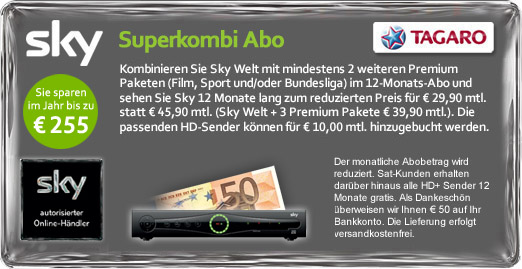 sky
Superkombi Abo
TAGARO
Kombinieren Sie Sky Welt mit mindestens 2 weiteren Premium
Paketen (Film, Sport und/oder Bundesliga) im 12-Monats-Abo und
sehen Sie Sky 12 Monate lang zum reduzierten Preis für € 29,90 mtl.
statt € 45,90 mtl. (Sky Welt + 3 Premium Pakete € 39,90 mtl.). Die
passenden HD-Sender können für € 10,00 mtl. hinzugebucht werden.
Sie sparen
im Jahr bis zu
€ 255
sky
autorisierter
Online-Händler
50
sky
Der monatliche Abobetrag wird
reduziert. Sat-Kunden erhalten
darüber hinaus alle HD+ Sender 12
Monate gratis. Als Dankeschön
überweisen wir Ihnen € 50 auf Ihr
Bankkonto. Die Lieferung erfolgt
versandkostenfrei.